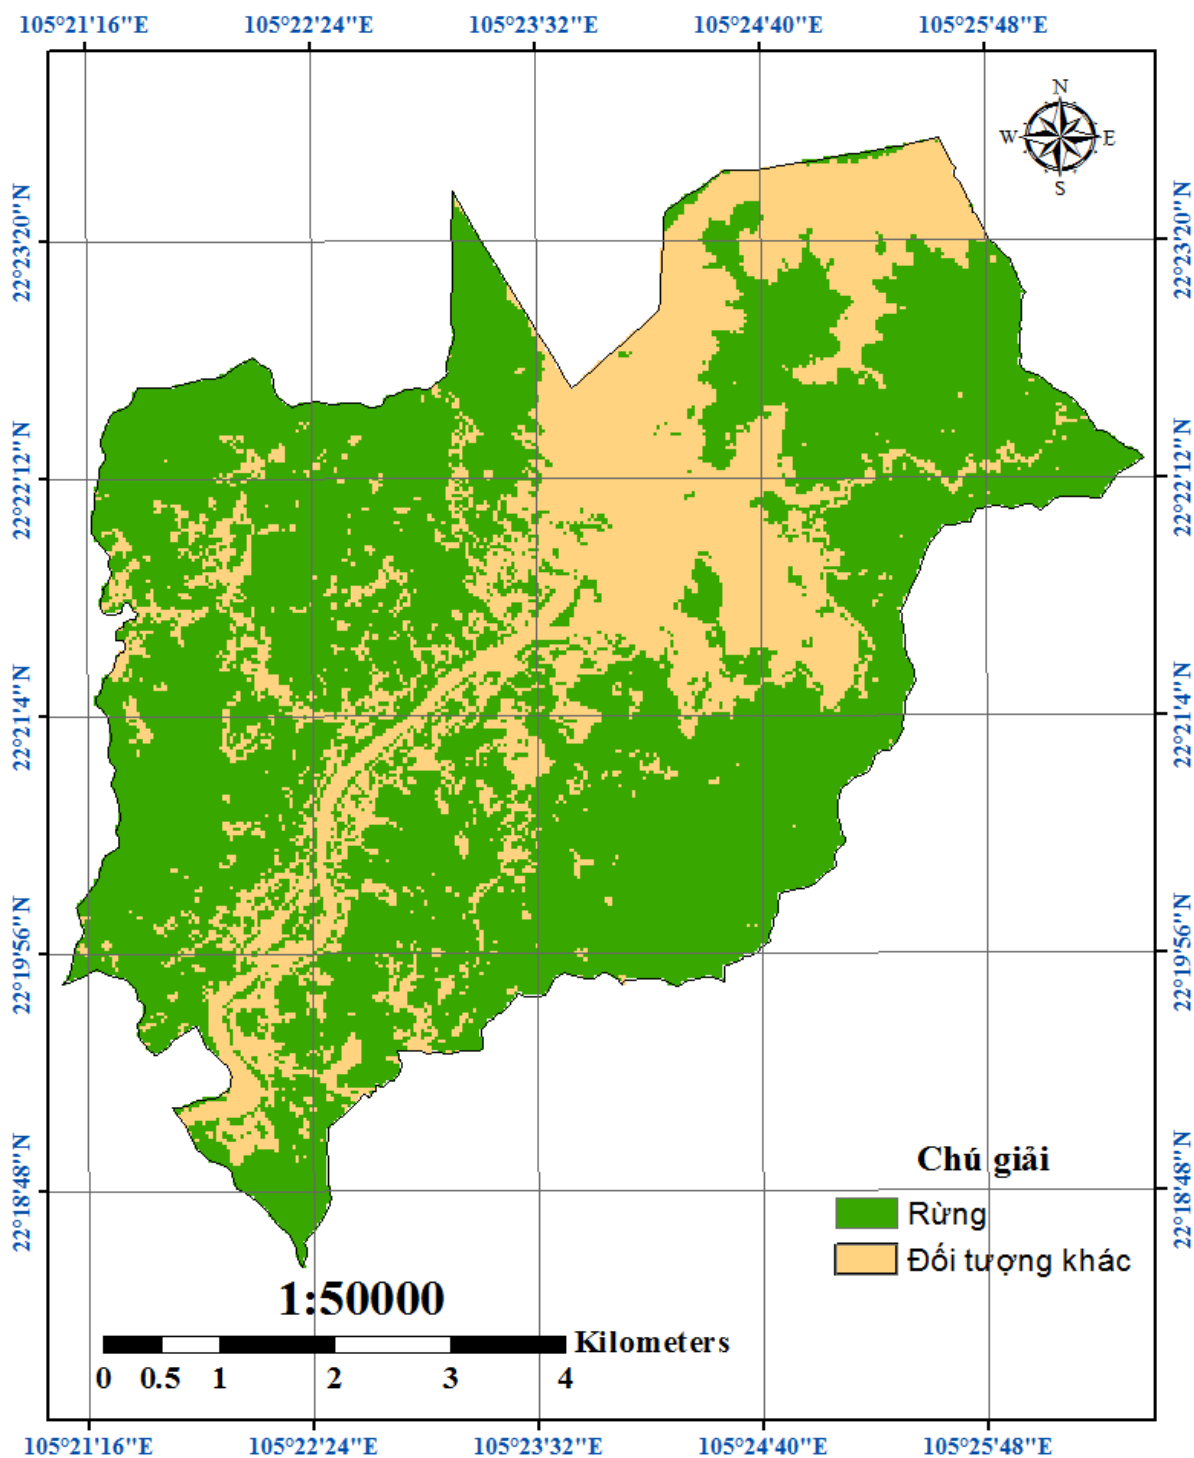 105°21'16"E 105°22'24"E 105°23'32"E 105°24'40"E 105°25'48"E
N
W E
S
22°23'20"N 22°23'20"N
22°22'12"N 22°22'12"N
22°21'4"N 22°21'4"N
22°19'56"N 22°19'56"N
22°18'48"N 22°18'48"N
Chú giải
Rừng
Đối tượng khác
1:50000
Kilometers
0 0.5 1 2 3 4
105°21'16"E 105°22'24"E 105°23'32"E 105°24'40"E 105°25'48"E